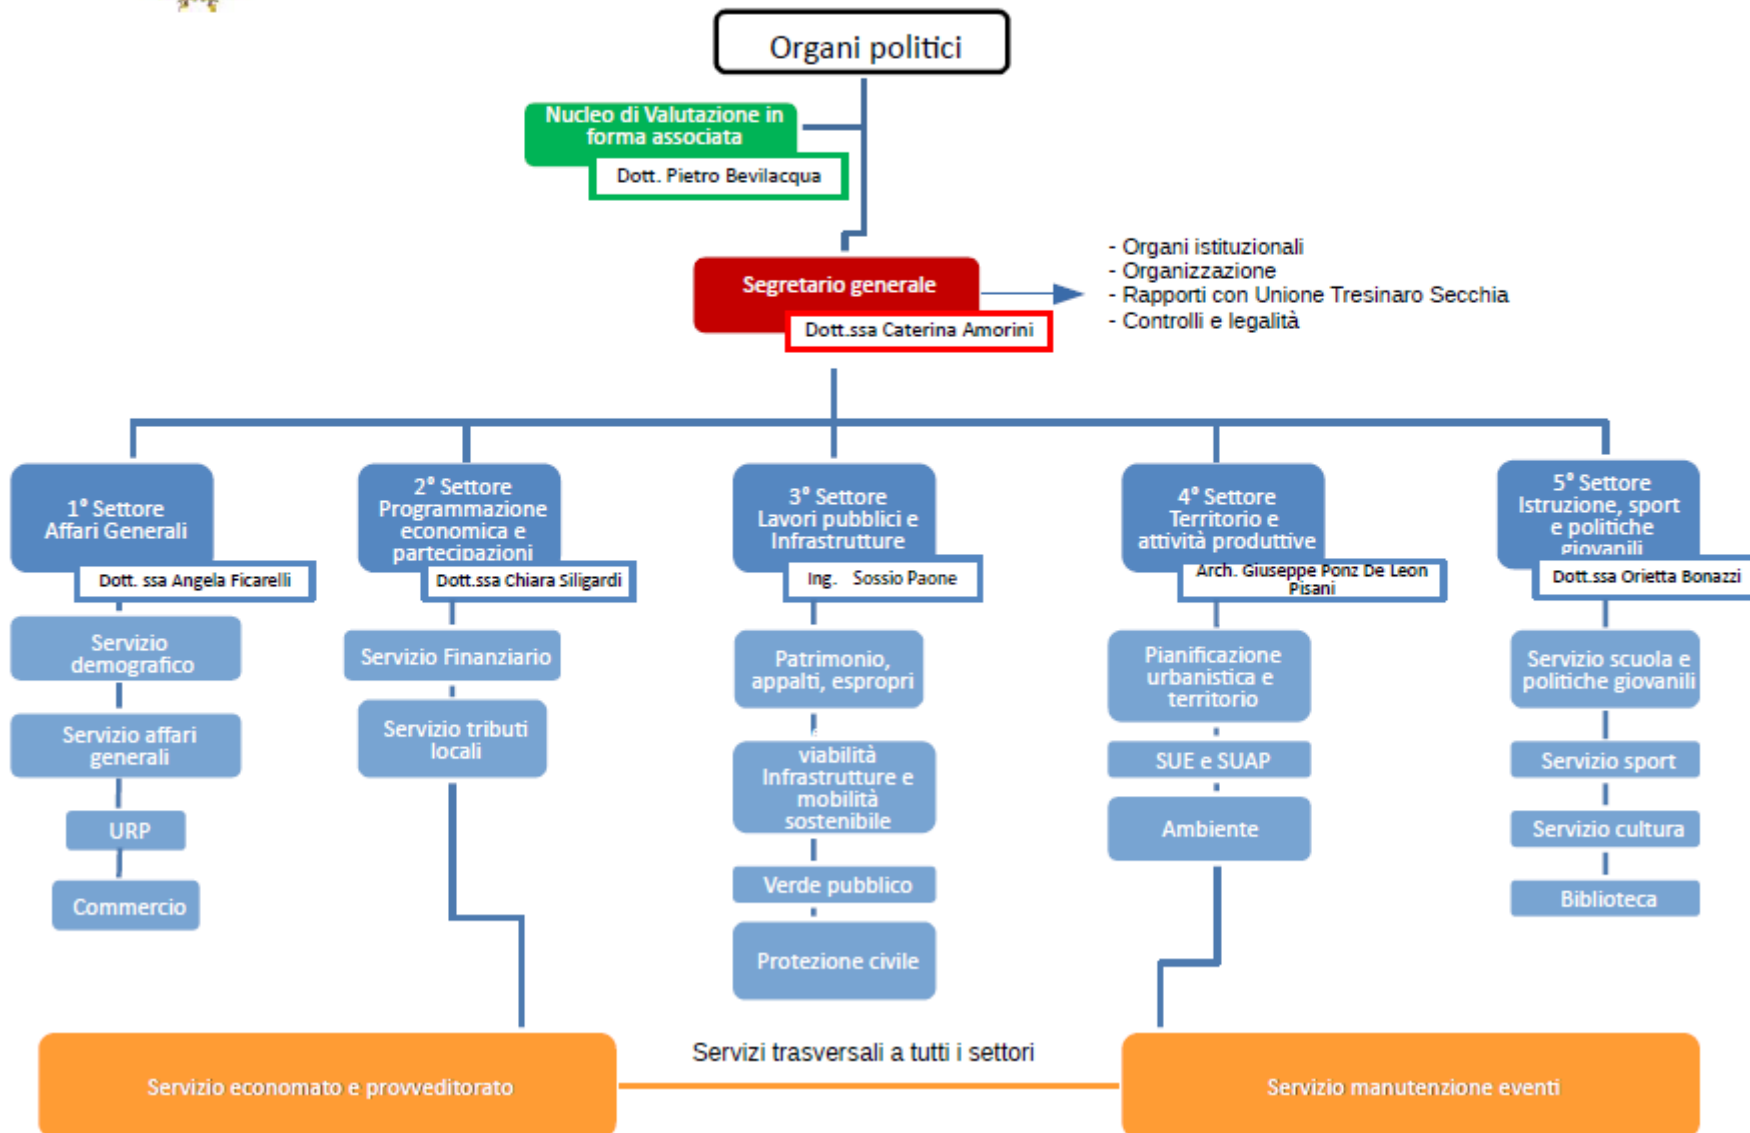 Organi politici
Nucleo di Valutazione in
forma associata
Dott. Pietro Bevilacqua
Segretario generale
Dott.ssa Caterina Amorini
- Organi istituzionali
- Organizzazione
- Rapporti con Unione Tresinaro Secchia
- Controlli e legalità
1° Settore
Affari Generali
Dott. ssa Angela Ficarelli
Servizio
demografico
Servizio affari
generali
URP
Commercio
2° Settore
Programmazione
economica e
partecipazioni
Dott.ssa Chiara Siligardi
Servizio Finanziario
Servizio tributi
locali
3° Settore
Lavori pubblici e
Infrastrutture
Ing. Sossio Paone
Patrimonio,
appalti, espropri
viabilità
Infrastrutture e
mobilità
sostenibile
Verde pubblico
Protezione civile
4° Settore
Territorio e
attività produttive
Arch. Giuseppe Ponz De Leon
Pisani
Pianificazione
urbanistica e
territorio
SUE e SUAP
Ambiente
5° Settore
Istruzione, sport
e politiche
giovanili
Dott.ssa Orietta Bonazzi
Servizio scuola e
politiche giovanili
Servizio sport
Servizio cultura
Biblioteca
Servizio economato e provveditorato
Servizi trasversali a tutti i settori
Servizio manutenzione eventi